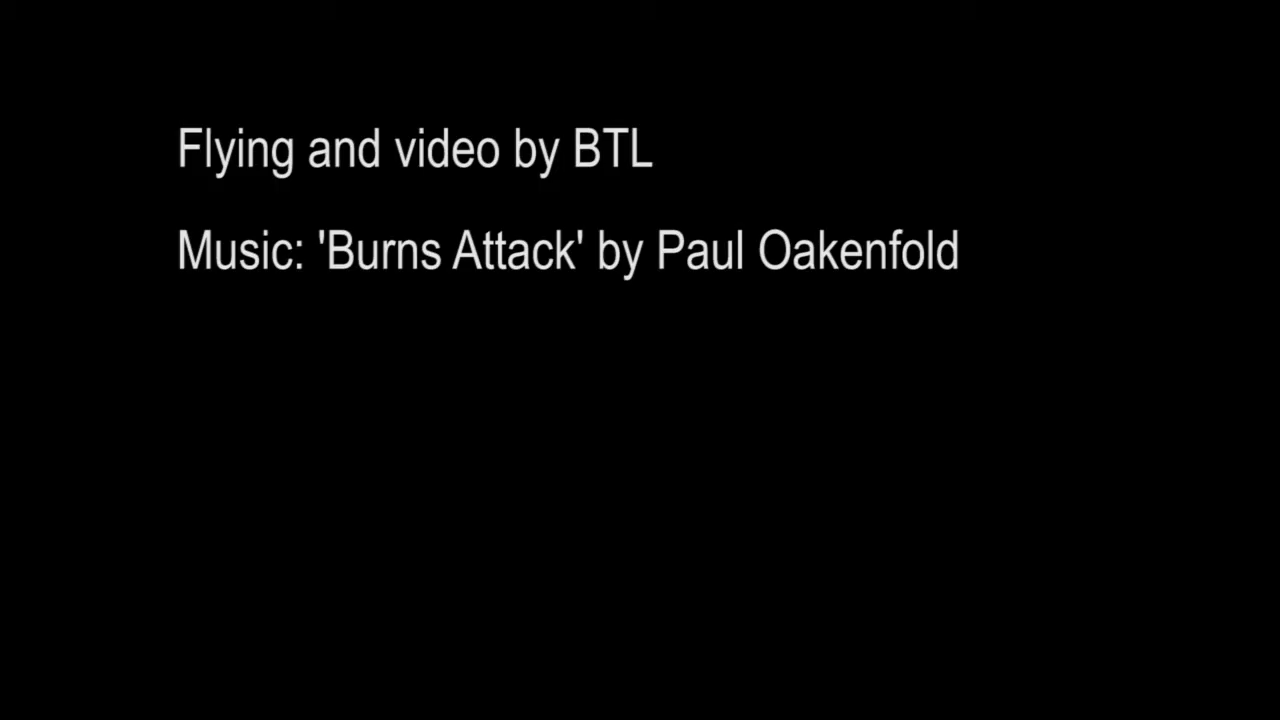 Flying and video by BTL
Music: 'Burns Attack' by Paul Oakenfold